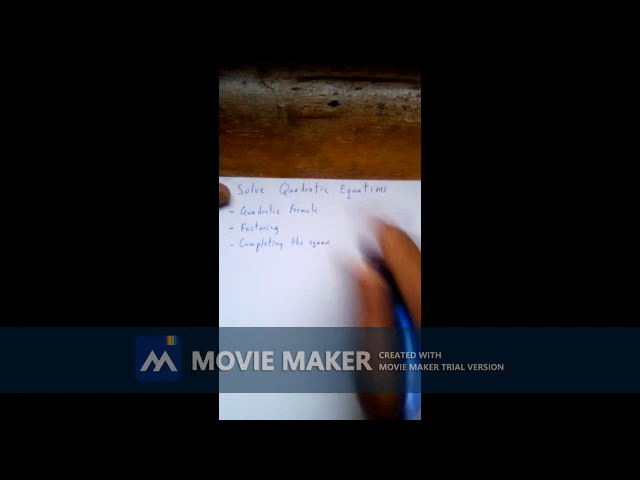 Solve Quadratic Equations
- Quadratic Formula
- Factoring
- Completing the square
MOVIE MAKER
CREATED WITH
MOVIE MAKER TRIAL VERSION